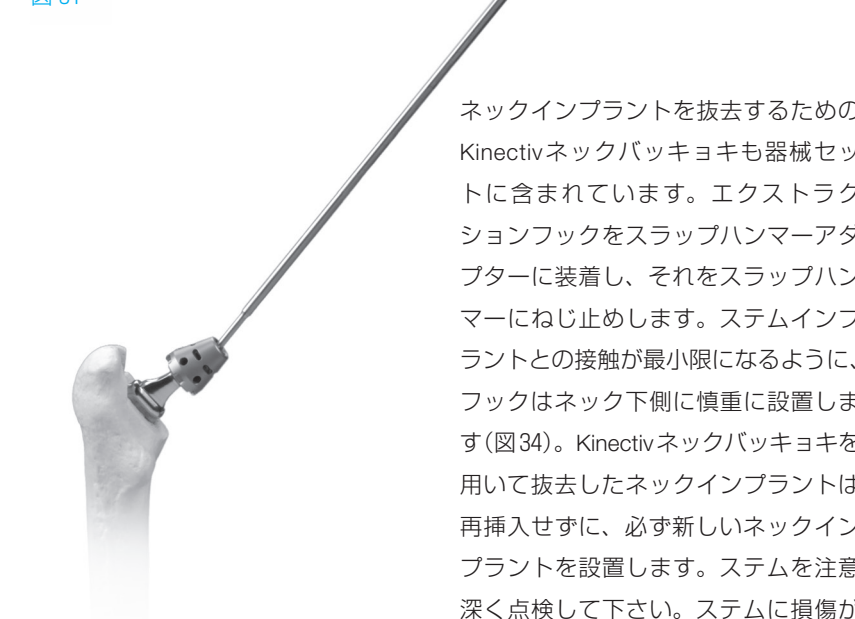 ネックインプラントを抜去するための
Kinectivネックバッキョキも器械セッ
トに含まれています。エクストラク
ションフックをスラップハンマーアダ
プターに装着し、それをスラップハン
マーにねじ止めします。ステムインプ
ラントとの接触が最小限になるように、
フックはネック下側に慎重に設置しま
す（図34）。Kinectivネックバッキョキを
用いて抜去したネックインプラントは
再挿入せずに、必ず新しいネックイン
プラントを設置します。ステムを注意
深く点検して下さい。ステムに損傷が